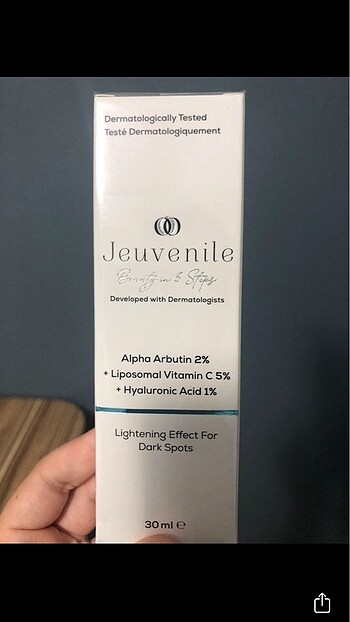 Dermatologically Tested
Testé Dermatologiquement
Jeuvenile
Beauty in 3 Steps
Developed with Dermatologists
Alpha Arbutin 2%
+ Liposomal Vitamin C 5%
+ Hyaluronic Acid 1%
Lightening Effect For
Dark Spots
30 ml ℮